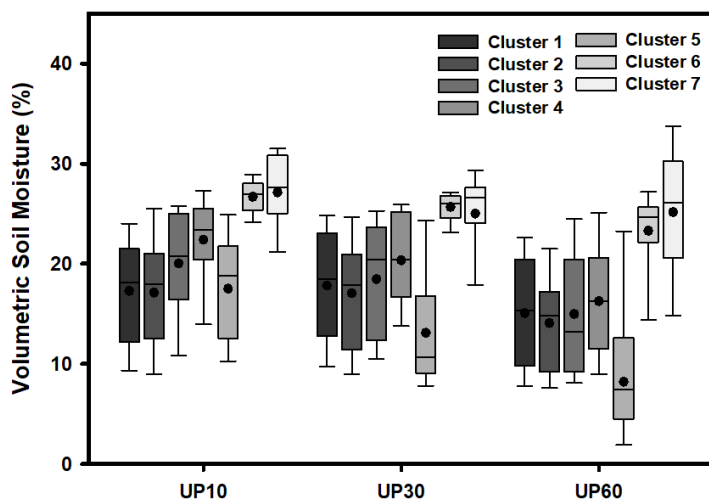 Volumetric Soil Moisture (%)
40
30
20
10
0
Cluster 1
Cluster 2
Cluster 3
Cluster 4
Cluster 5
Cluster 6
Cluster 7
UP10 UP30 UP60